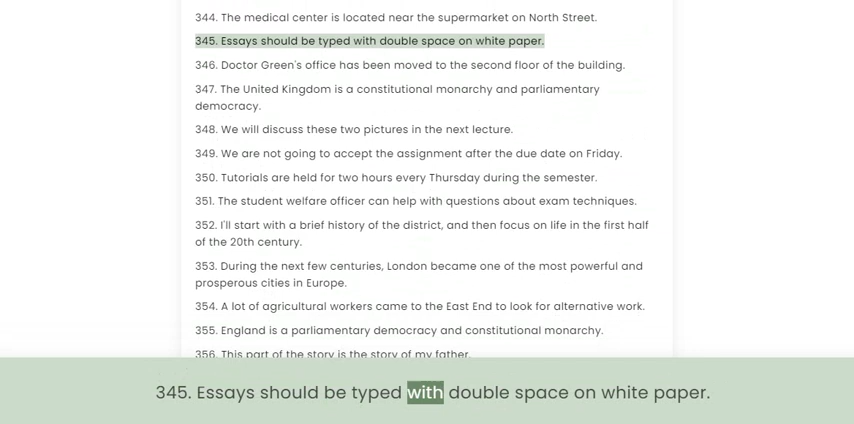 344. The medical center is located near the supermarket on North Street.
345. Essays should be typed with double space on white paper.
346. Doctor Green's office has been moved to the second floor of the building.
347. The United Kingdom is a constitutional monarchy and parliamentary
democracy.
348. We will discuss these two pictures in the next lecture.
349. We are not going to accept the assignment after the due date on Friday.
350. Tutorials are held for two hours every Thursday during the semester.
351. The student welfare officer can help with questions about exam techniques.
352. I'll start with a brief history of the district, and then focus on life in the first half
of the 20th century.
353. During the next few centuries, London became one of the most powerful and
prosperous cities in Europe.
354. A lot of agricultural workers came to the East End to look for alternative work.
355. England is a parliamentary democracy and constitutional monarchy.
356. This part of the story is the story of my father.
345. Essays should be typed with double space on white paper.